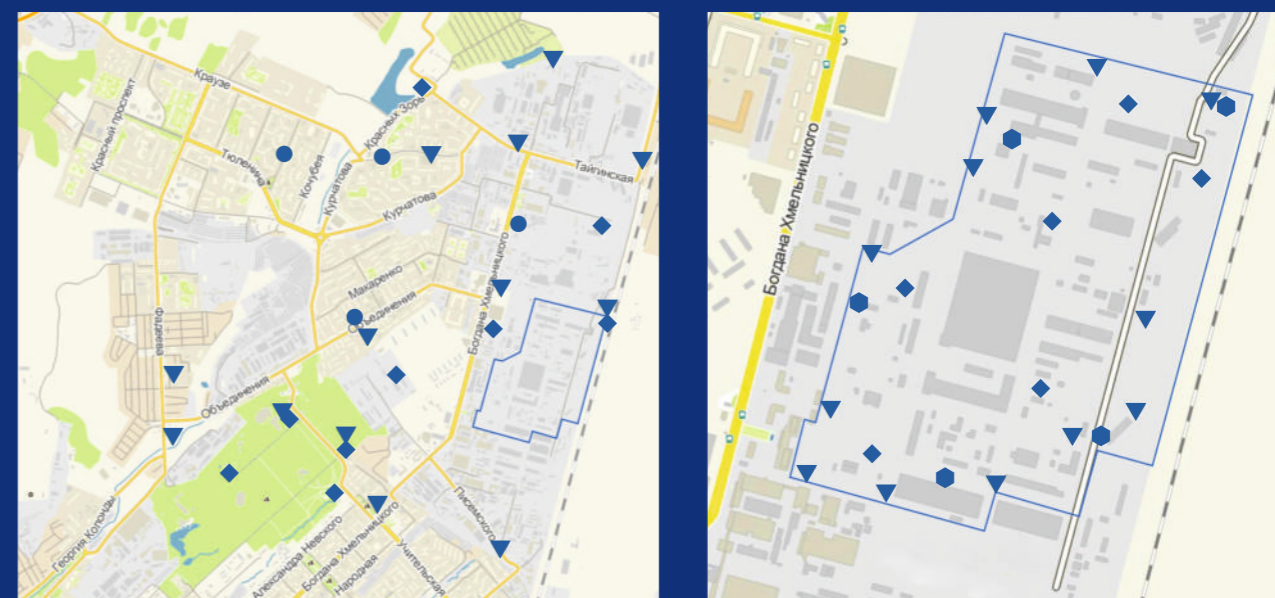 Краузе
Красный проспект
Красных Зорь
Тюленина
Кочубея
Курчатова
Тайгинская
Курчатова
Богдана Хмельницкого
Макаренко
Объединения
Фадеева
Объединения
Писемского
Георгия Колонды
Александра Невского
Богдана Хмельницкого
Народная
Учительская
Богдана Хмельницкого